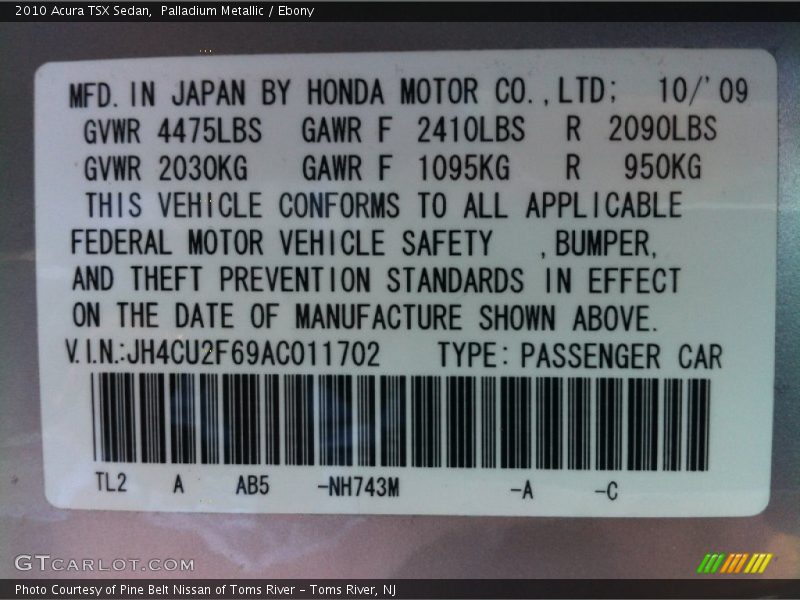 2010 Acura TSX Sedan,  Palladium Metallic / Ebony
MFD. IN JAPAN BY HONDA MOTOR CO.,LTD; 10/'09
GVWR 4475LBS GAWR F 2410LBS R 2090LBS
GVWR 2030KG GAWR F 1095KG R 950KG
THIS VEHICLE CONFORMS TO ALL APPLICABLE
FEDERAL MOTOR VEHICLE SAFETY ,BUMPER,
AND THEFT PREVENTION STANDARDS IN EFFECT
ON THE DATE OF MANUFACTURE SHOWN ABOVE.
V.I.N.:JH4CU2F69AC011702 TYPE: PASSENGER CAR
TL2 A AB5 -NH743M -A -C
GTCARLOT.COM
Photo Courtesy of Pine Belt Nissan of Toms River – Toms River, NJ